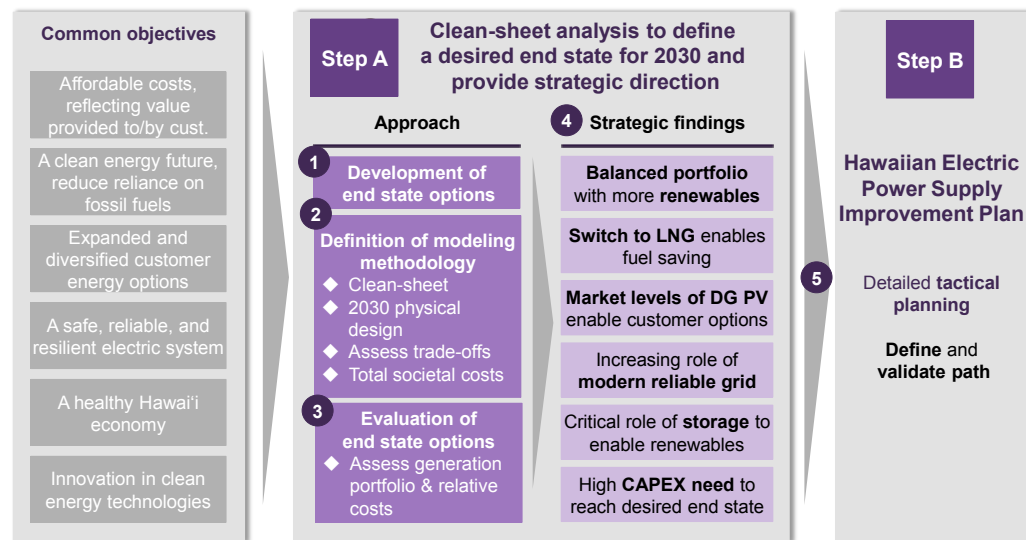 Common objectives
Affordable costs,
reflecting value
provided to/by cust.
A clean energy future,
reduce reliance on
fossil fuels
Expanded and
diversified customer
energy options
A safe, reliable, and
resilient electric system
A healthy Hawai‘i
economy
Innovation in clean
energy technologies
Step A
Clean-sheet analysis to define
a desired end state for 2030 and
provide strategic direction
Approach
1
Development of
end state options
2
Definition of modeling
methodology
◆ Clean-sheet
◆ 2030 physical
design
◆ Assess trade-offs
◆ Total societal costs
3
Evaluation of
end state options
◆ Assess generation
portfolio & relative
costs
4
Strategic findings
Balanced portfolio
with more renewables
Switch to LNG enables
fuel saving
Market levels of DG PV
enable customer options
Increasing role of
modern reliable grid
Critical role of storage to
enable renewables
High CAPEX need to
reach desired end state
5
Step B
Hawaiian Electric
Power Supply
Improvement Plan
Detailed tactical
planning
Define and
validate path